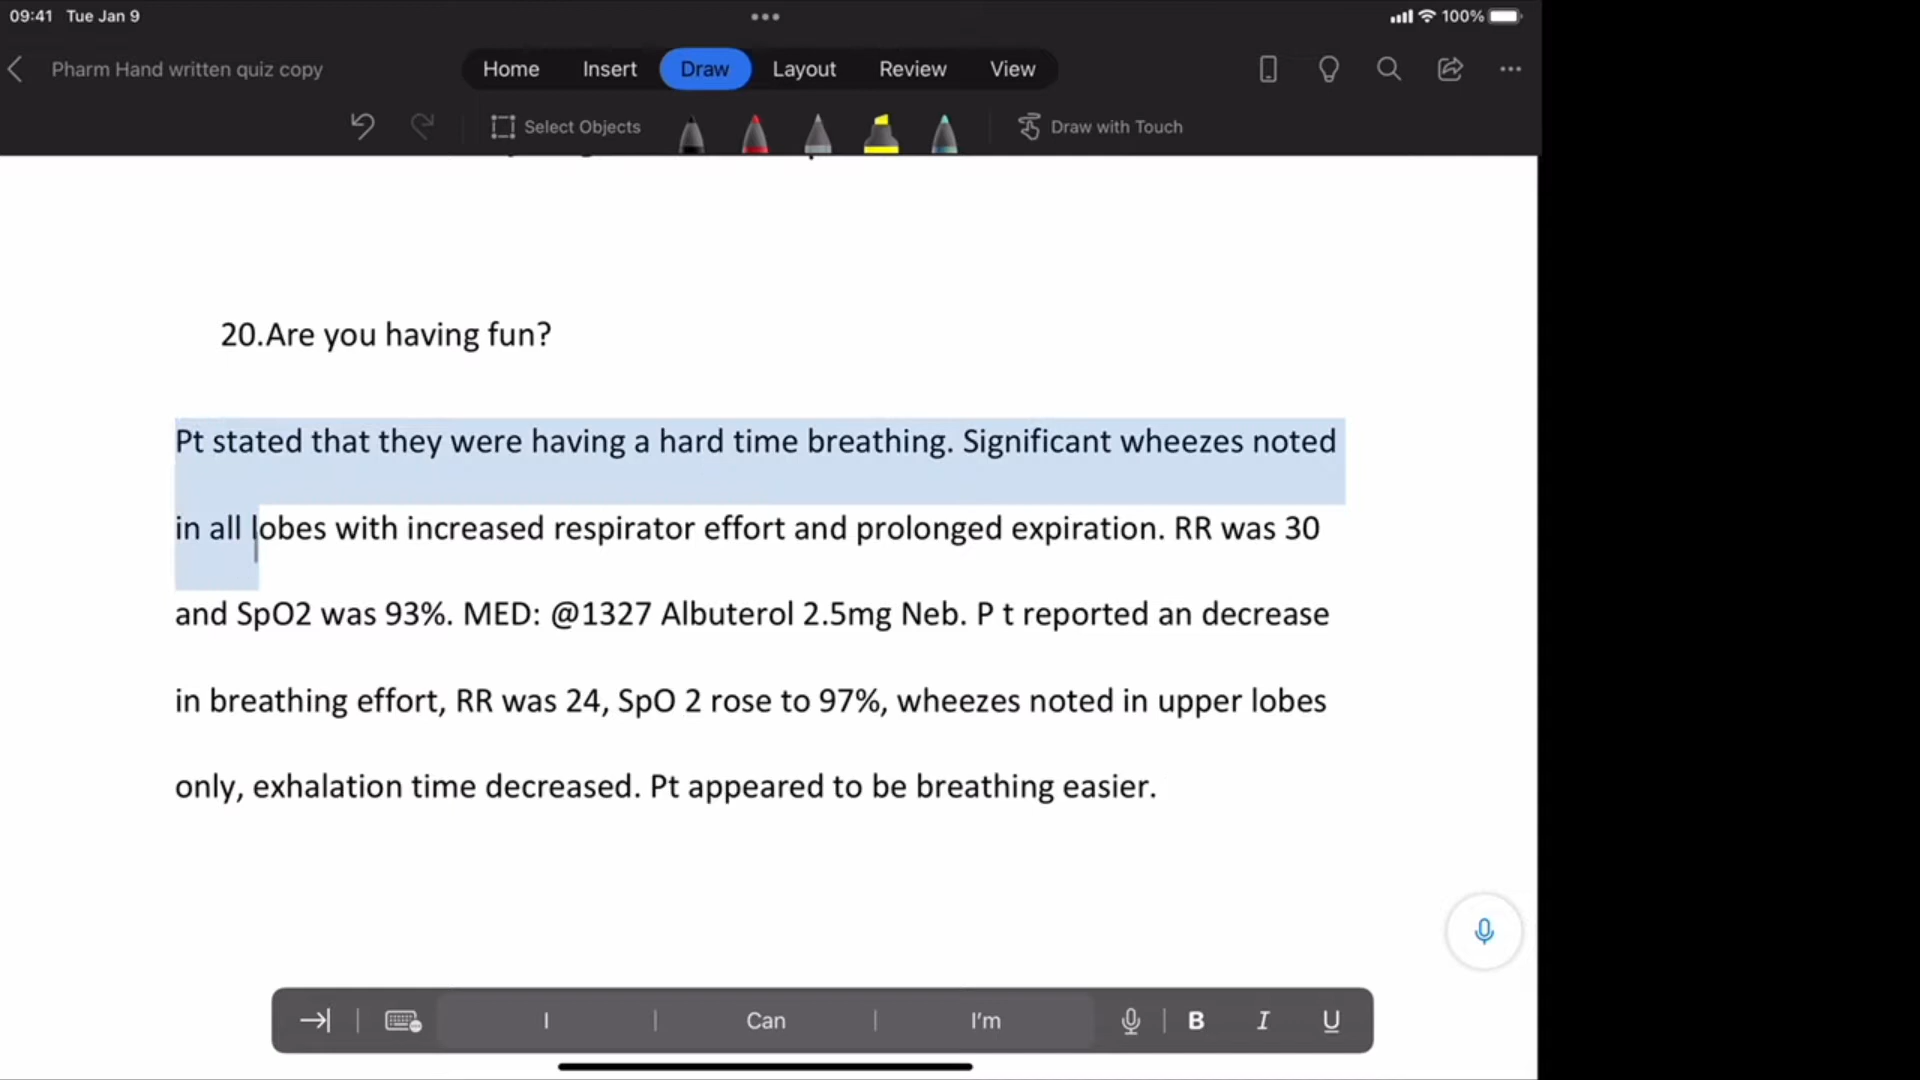 09:41 Tue Jan 9
100%
Pharm Hand written quiz copy
Home Insert Draw Layout Review View
Select Objects
Draw with Touch
20.Are you having fun?
Pt stated that they were having a hard time breathing. Significant wheezes noted
in all lobes with increased respirator effort and prolonged expiration. RR was 30
and SpO2 was 93%. MED: @1327 Albuterol 2.5mg Neb. P t reported an decrease
in breathing effort, RR was 24, SpO 2 rose to 97%, wheezes noted in upper lobes
only, exhalation time decreased. Pt appeared to be breathing easier.
I Can I'm B I U